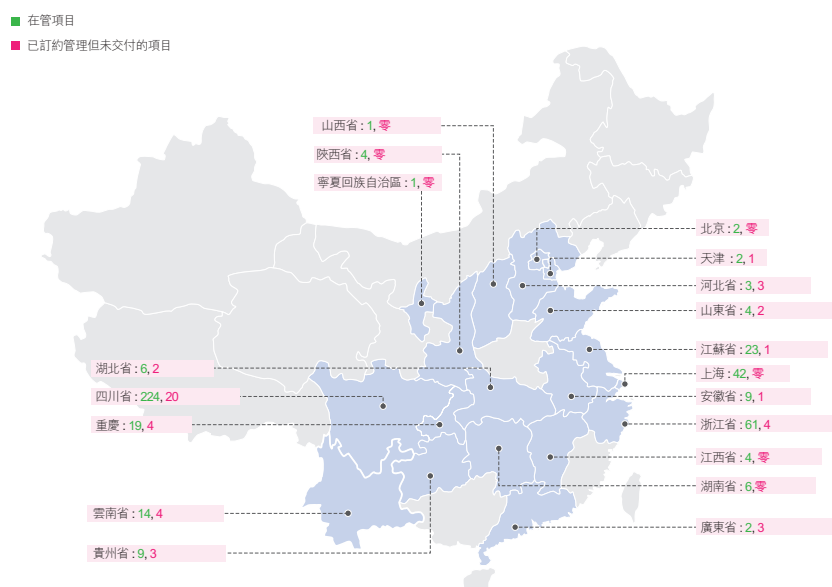 在管項目
已訂約管理但未交付的項目
山西省 : 1, 零
陝西省 : 4, 零
寧夏回族自治區 : 1, 零
北京 : 2, 零
天津 : 2, 1
河北省 : 3, 3
山東省 : 4, 2
江蘇省 : 23, 1
上海 : 42, 零
安徽省 : 9, 1
浙江省 : 61, 4
江西省 : 4, 零
湖南省 : 6,零
廣東省 : 2, 3
湖北省 : 6, 2
四川省 : 224, 20
重慶 : 19, 4
雲南省 : 14, 4
貴州省 : 9, 3